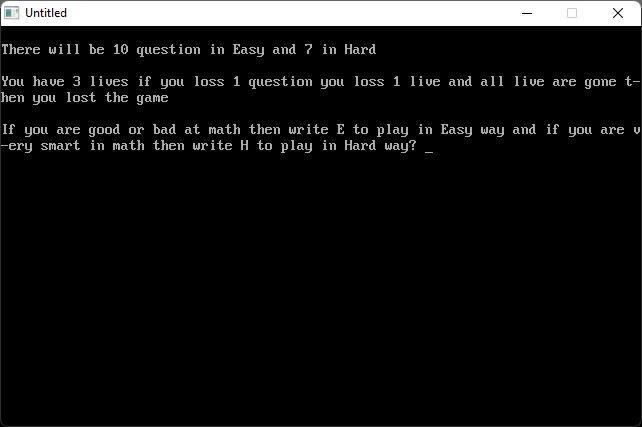 Untitled
There will be 10 question in Easy and 7 in Hard
You have 3 lives if you loss 1 question you loss 1 live and all live are gone t-
hen you lost the game
If you are good or bad at math then write E to play in Easy way and if you are v
-ery smart in math then write H to play in Hard way? _